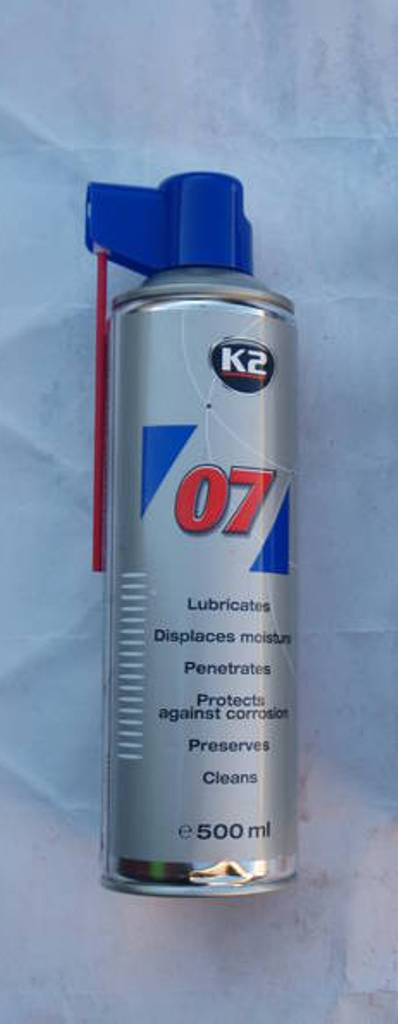 K2
07
Lubricates
Displaces moisture
Penetrates
Protects
against corrosion
Preserves
Cleans
e 500 ml